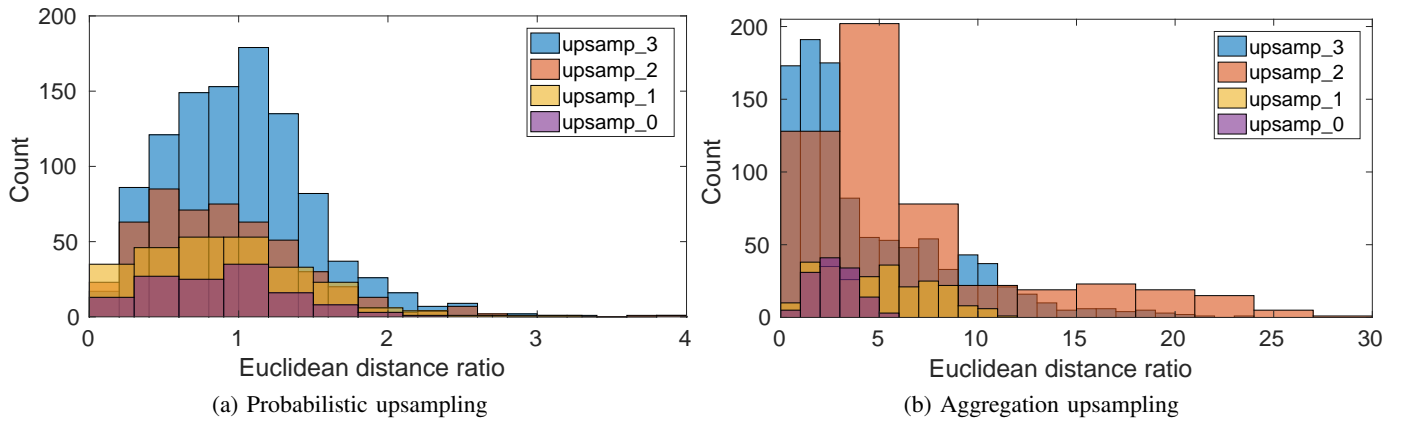 200
150
100
50
0
Count
0 1 2 3 4
Euclidean distance ratio
upsamp_3
upsamp_2
upsamp_1
upsamp_0
(a) Probabilistic upsampling
200
150
100
50
0
Count
0 5 10 15 20 25 30
Euclidean distance ratio
upsamp_3
upsamp_2
upsamp_1
upsamp_0
(b) Aggregation upsampling